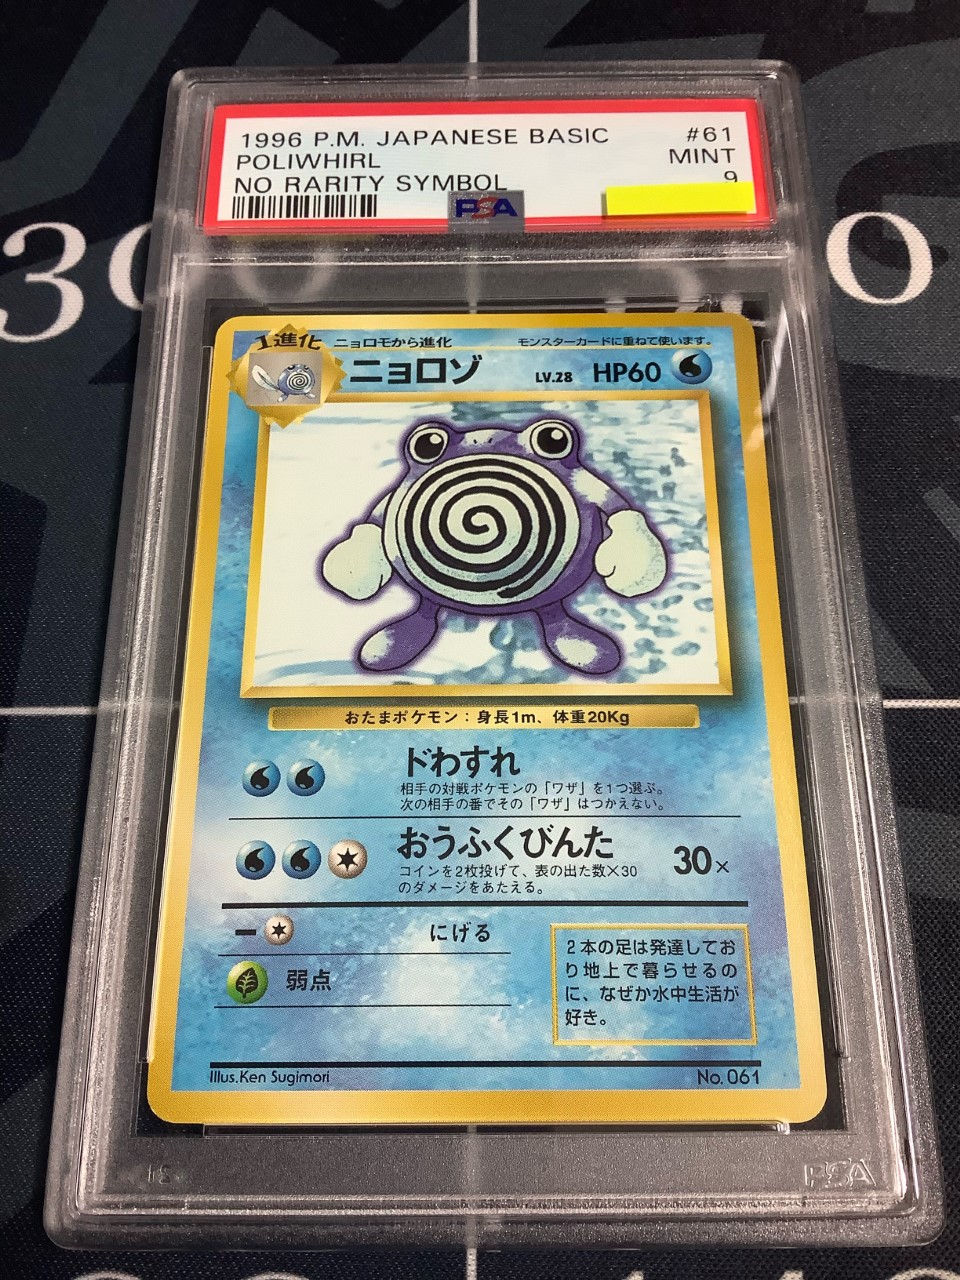 1996 P.M. JAPANESE BASIC #61
POLIWHIRL MINT
NO RARITY SYMBOL 9
PSA
1進化
ニョロモから進化 モンスターカードに重ねて使います。
ニョロゾ LV.28 HP60
おたまポケモン：身長1m、体重20Kg
ドわすれ
相手の対戦ポケモンの「ワザ」を1つ選ぶ。
次の相手の番でその「ワザ」はつかえない。
おうふくびんた 30×
コインを2枚投げて、表の出た数×30
のダメージをあたえる。
にげる
弱点
2本の足は発達してお
り地上で暮らせるの
に、なぜか水中生活が
好き。
Illus.Ken Sugimori No.061
PSA